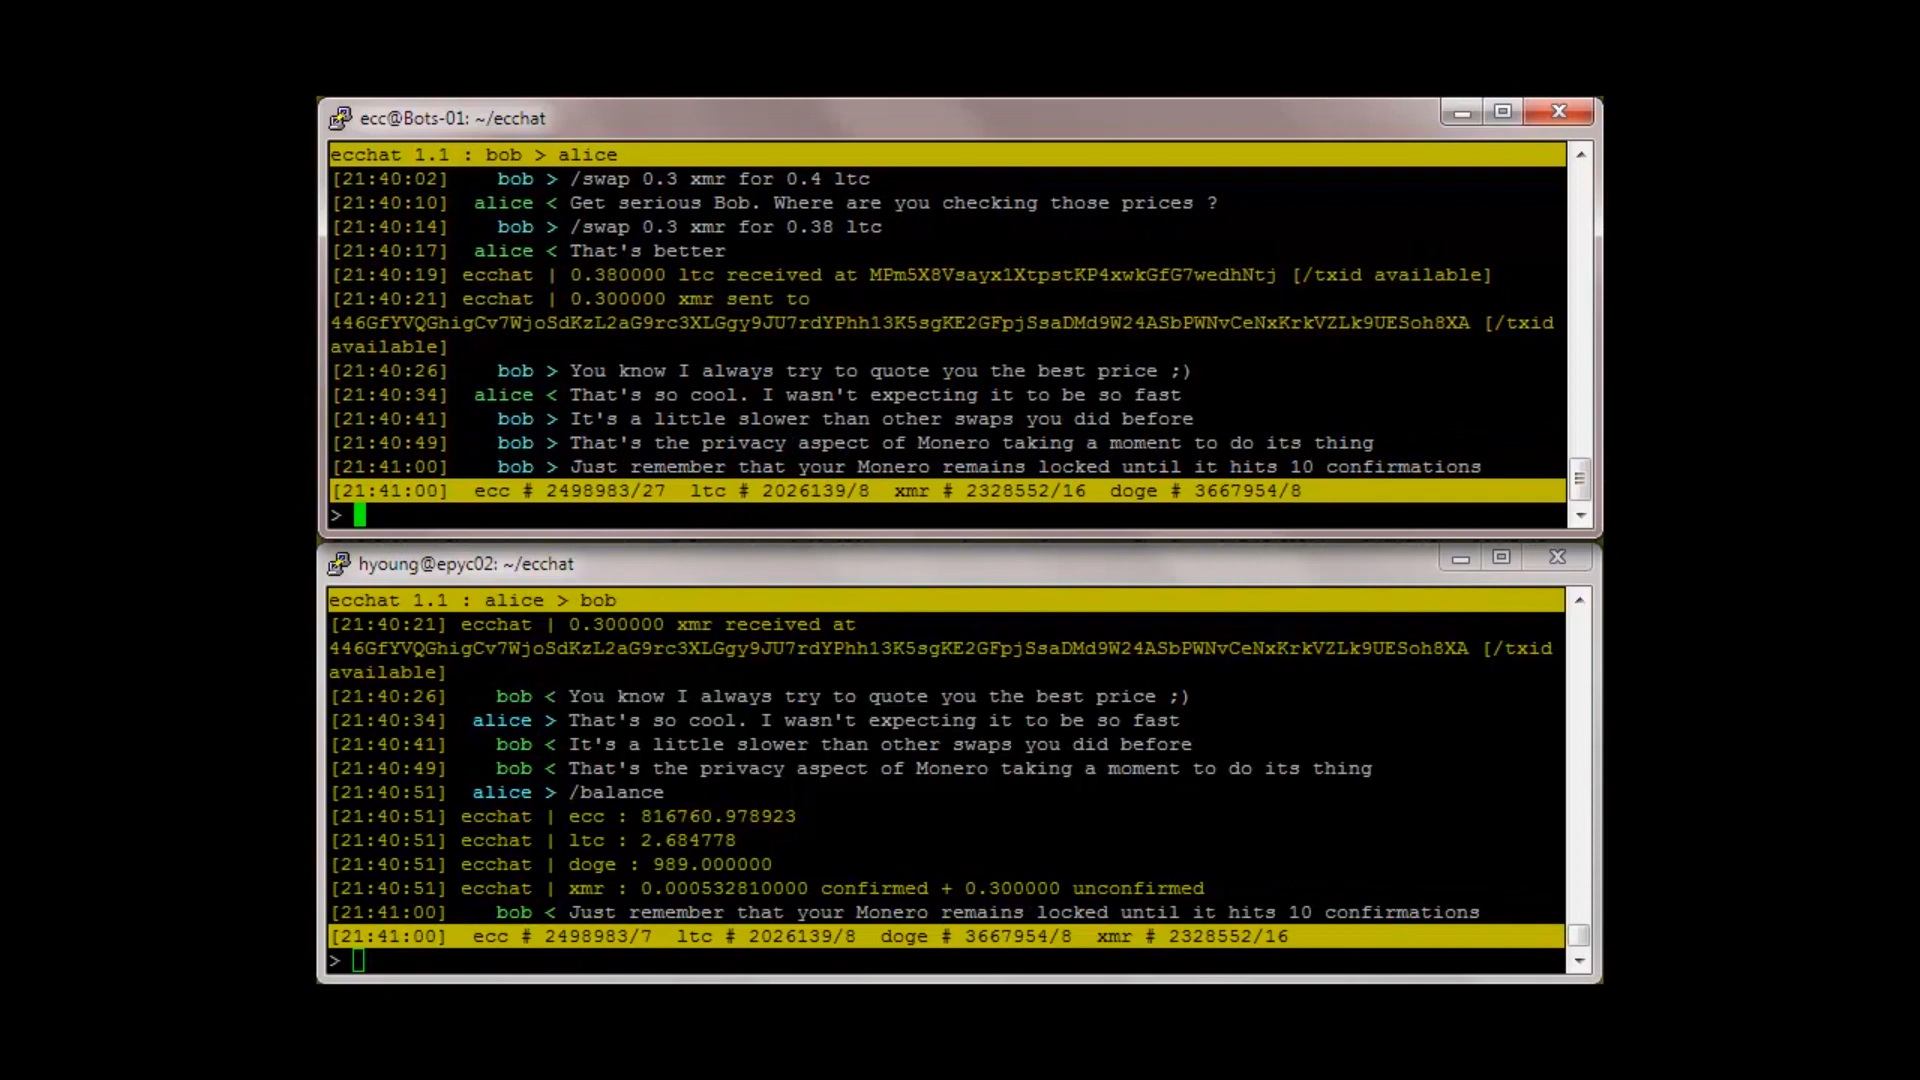 ecc@Bots-01: ~/ecchat
ecchat 1.1 : bob > alice
[21:40:02] bob > /swap 0.3 xmr for 0.4 ltc
[21:40:10] alice < Get serious Bob. Where are you checking those prices ?
[21:40:14] bob > /swap 0.3 xmr for 0.38 ltc
[21:40:17] alice < That's better
[21:40:19] ecchat | 0.380000 ltc received at MPm5X8Vsayx1XtpstKP4xwkGfG7wedhNtj [/txid available]
[21:40:21] ecchat | 0.300000 xmr sent to
446GfYVQGhigCv7WjoSdKzL2aG9rc3XLGgy9JU7rdYPhh13K5sgKE2GFpjSsaDMd9W24ASbPWNvCeNxKrkVZLk9UESoh8XA [/txid
available]
[21:40:26] bob > You know I always try to quote you the best price ;)
[21:40:34] alice < That's so cool. I wasn't expecting it to be so fast
[21:40:41] bob > It's a little slower than other swaps you did before
[21:40:49] bob > That's the privacy aspect of Monero taking a moment to do its thing
[21:41:00] bob > Just remember that your Monero remains locked until it hits 10 confirmations
[21:41:00] ecc # 2498983/27 ltc # 2026139/8 xmr # 2328552/16 doge # 3667954/8
>
hyoung@epyc02: ~/ecchat
ecchat 1.1 : alice > bob
[21:40:21] ecchat | 0.300000 xmr received at
446GfYVQGhigCv7WjoSdKzL2aG9rc3XLGgy9JU7rdYPhh13K5sgKE2GFpjSsaDMd9W24ASbPWNvCeNxKrkVZLk9UESoh8XA [/txid
available]
[21:40:26] bob < You know I always try to quote you the best price ;)
[21:40:34] alice > That's so cool. I wasn't expecting it to be so fast
[21:40:41] bob < It's a little slower than other swaps you did before
[21:40:49] bob < That's the privacy aspect of Monero taking a moment to do its thing
[21:40:51] alice > /balance
[21:40:51] ecchat | ecc : 816760.978923
[21:40:51] ecchat | ltc : 2.684778
[21:40:51] ecchat | doge : 989.000000
[21:40:51] ecchat | xmr : 0.000532810000 confirmed + 0.300000 unconfirmed
[21:41:00] bob < Just remember that your Monero remains locked until it hits 10 confirmations
[21:41:00] ecc # 2498983/7 ltc # 2026139/8 doge # 3667954/8 xmr # 2328552/16
>